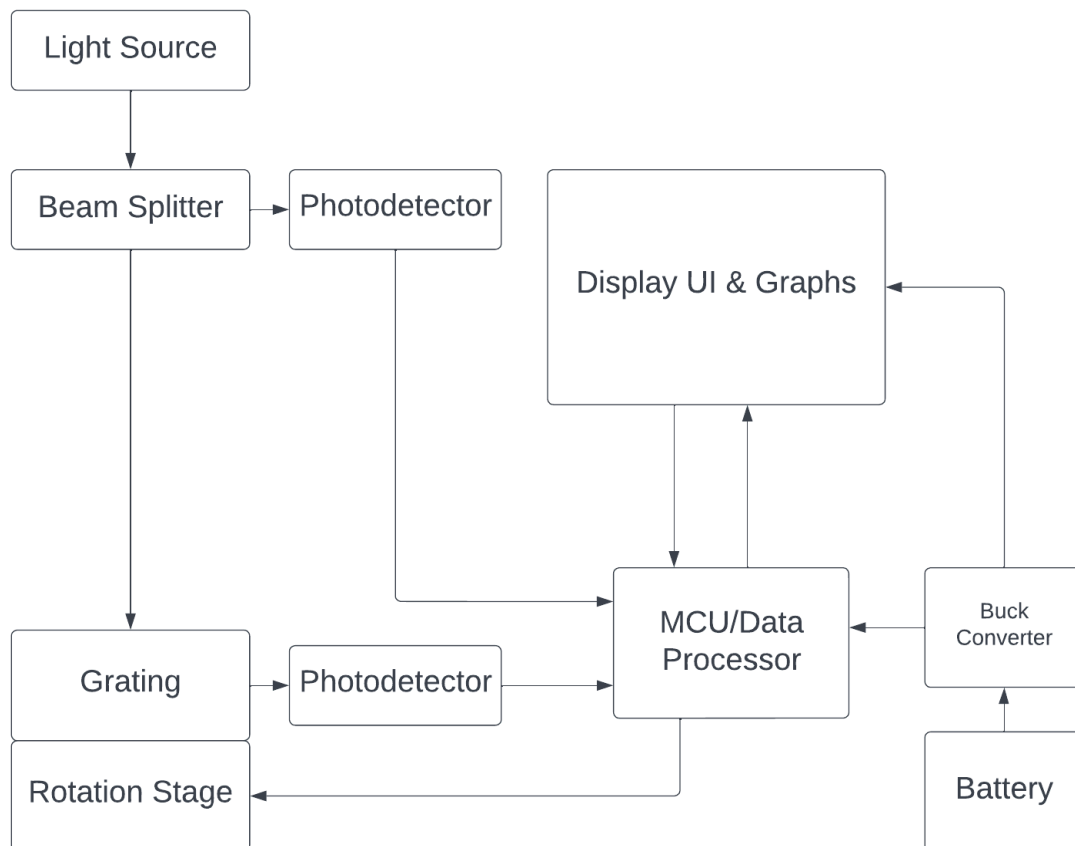 Light Source
Beam Splitter
Photodetector
Display UI & Graphs
MCU/Data
Processor
Buck
Converter
Grating
Photodetector
Rotation Stage
Battery